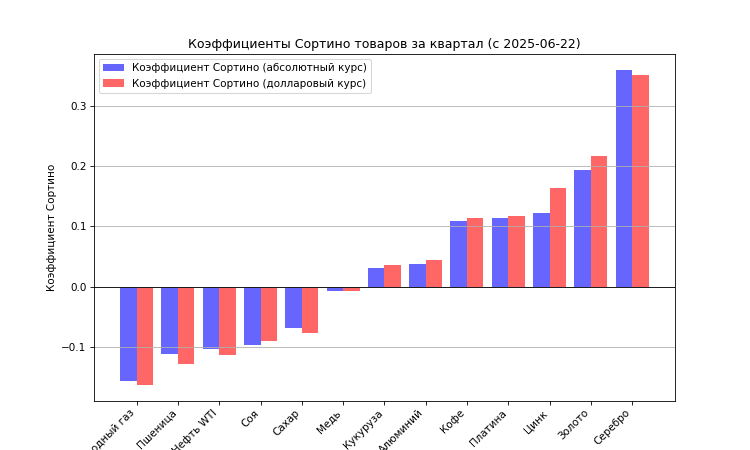 Коэффициенты Сортино товаров за квартал (с 2025-06-22)
Коэффициент Сортино (абсолютный курс)
Коэффициент Сортино (долларовый курс)
Коэффициент Сортино
0.3
0.2
0.1
0.0
−0.1
газ
Пшеница
Нефть WTI
Соя
Сахар
Медь
Кукуруза
Алюминий
Кофе
Платина
Цинк
Золото
Серебро